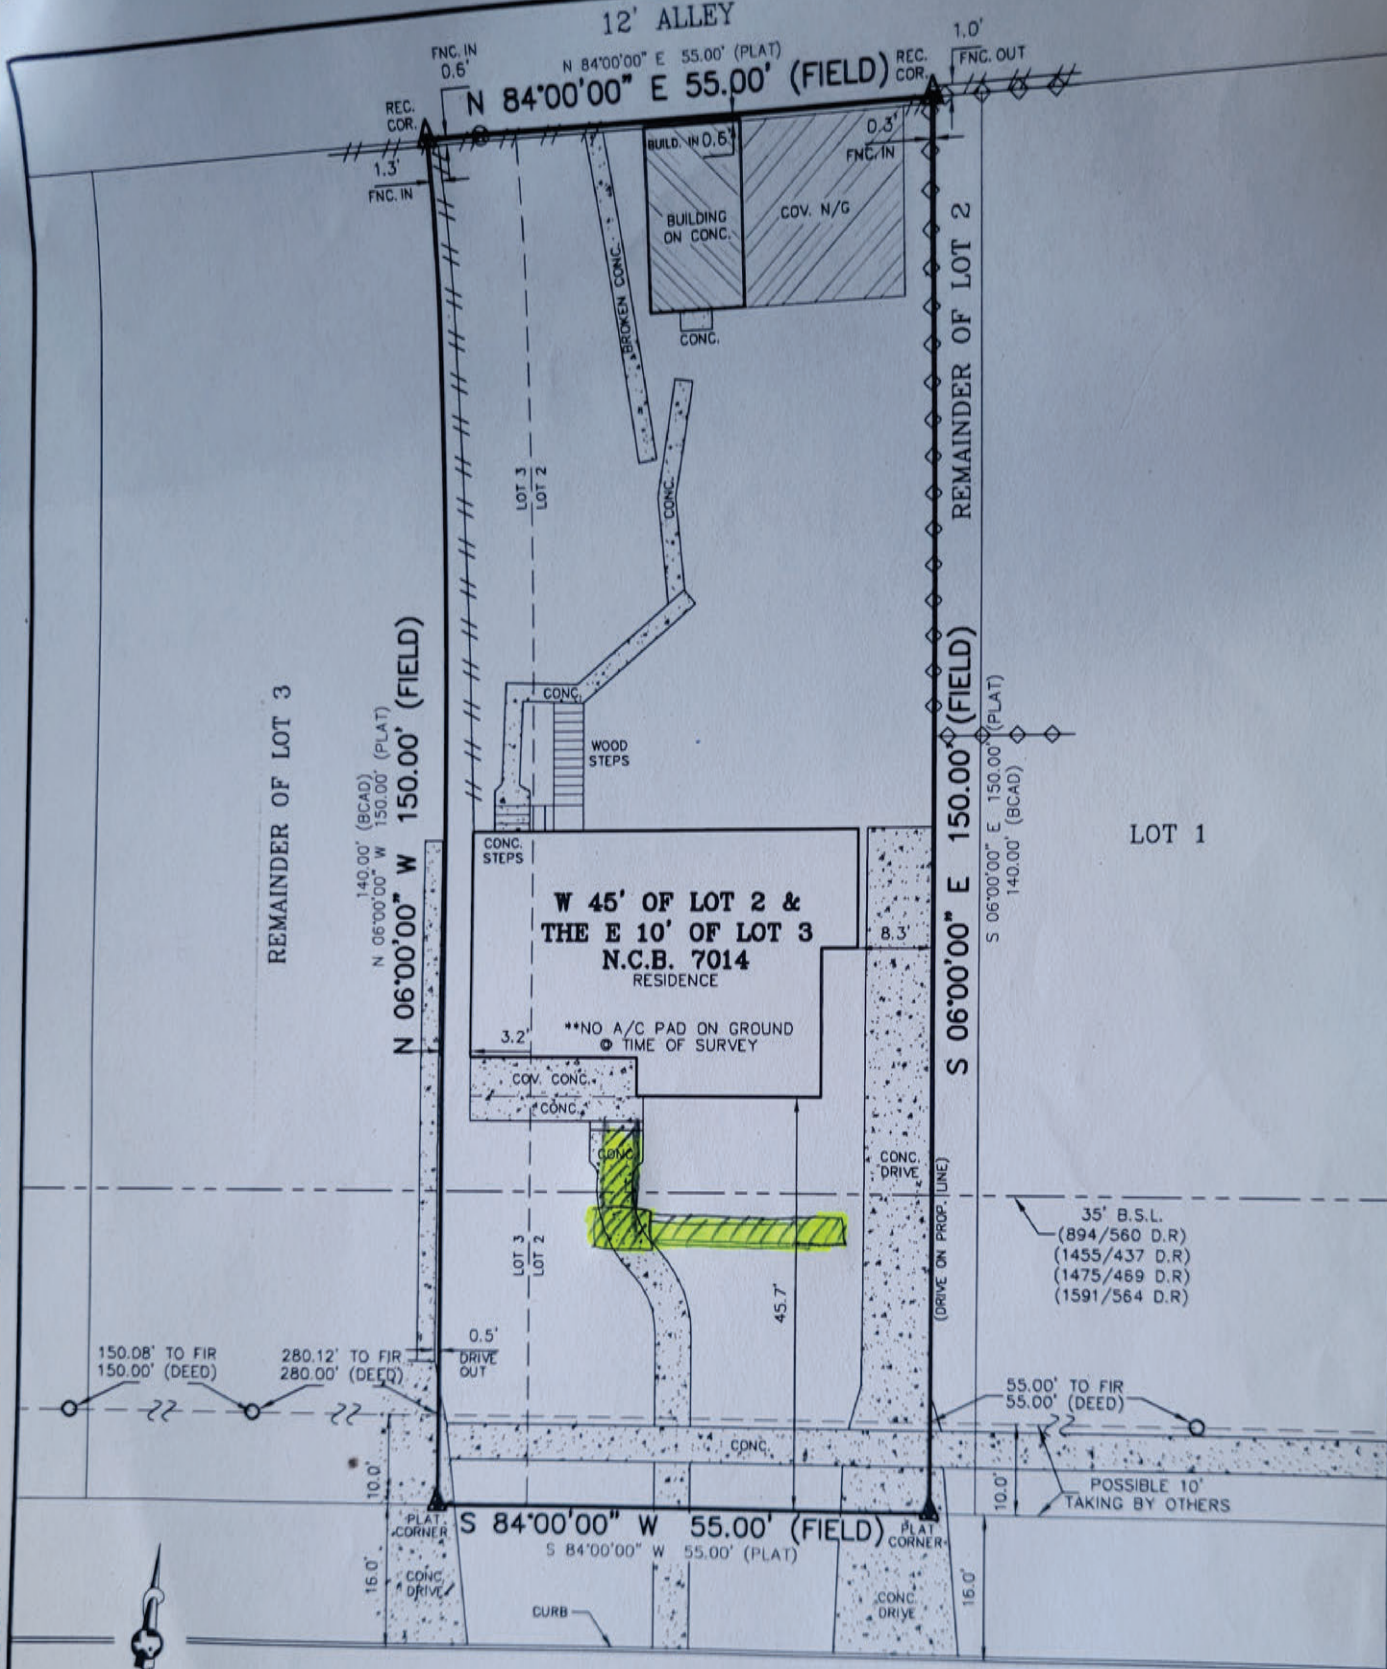 12' ALLEY
1.0'
FNC. OUT
FNC. IN
0.6'
N 84°00'00" E 55.00' (PLAT)
REC.
COR.
N 84°00'00" E 55.00' (FIELD)
REC.
COR.
1.3'
FNC. IN
BUILD. IN 0.6'
0.3'
FNC. IN
BUILDING
ON CONC.
COV. N/G
BROKEN CONC.
CONC.
REMAINDER OF LOT 2
LOT 3
LOT 2
CONC.
CONC.
WOOD
STEPS
REMAINDER OF LOT 3
140.00' (BCAD)
N 06°00'00" W 150.00' (PLAT)
N 06°00'00" W 150.00' (FIELD)
S 06°00'00" E 150.00' (FIELD)
S 06°00'00" E 150.00' (PLAT)
140.00' (BCAD)
LOT 1
CONC.
STEPS
W 45' OF LOT 2 &
THE E 10' OF LOT 3
N.C.B. 7014
RESIDENCE
8.3'
**NO A/C PAD ON GROUND
@ TIME OF SURVEY
3.2'
COV. CONC.
CONC.
CONC.
CONC.
DRIVE
(DRIVE ON PROP. LINE)
35' B.S.L.
(894/560 D.R)
(1455/437 D.R)
(1475/469 D.R)
(1591/564 D.R)
LOT 3
LOT 2
45.7'
0.5'
DRIVE
OUT
150.08' TO FIR
150.00' (DEED)
280.12' TO FIR
280.00' (DEED)
55.00' TO FIR
55.00' (DEED)
CONC.
10.0'
10.0'
POSSIBLE 10'
TAKING BY OTHERS
PLAT
CORNER
S 84°00'00" W 55.00' (FIELD)
PLAT
CORNER
S 84°00'00" W 55.00' (PLAT)
16.0'
CONC.
DRIVE
CURB
CONC.
DRIVE
16.0'